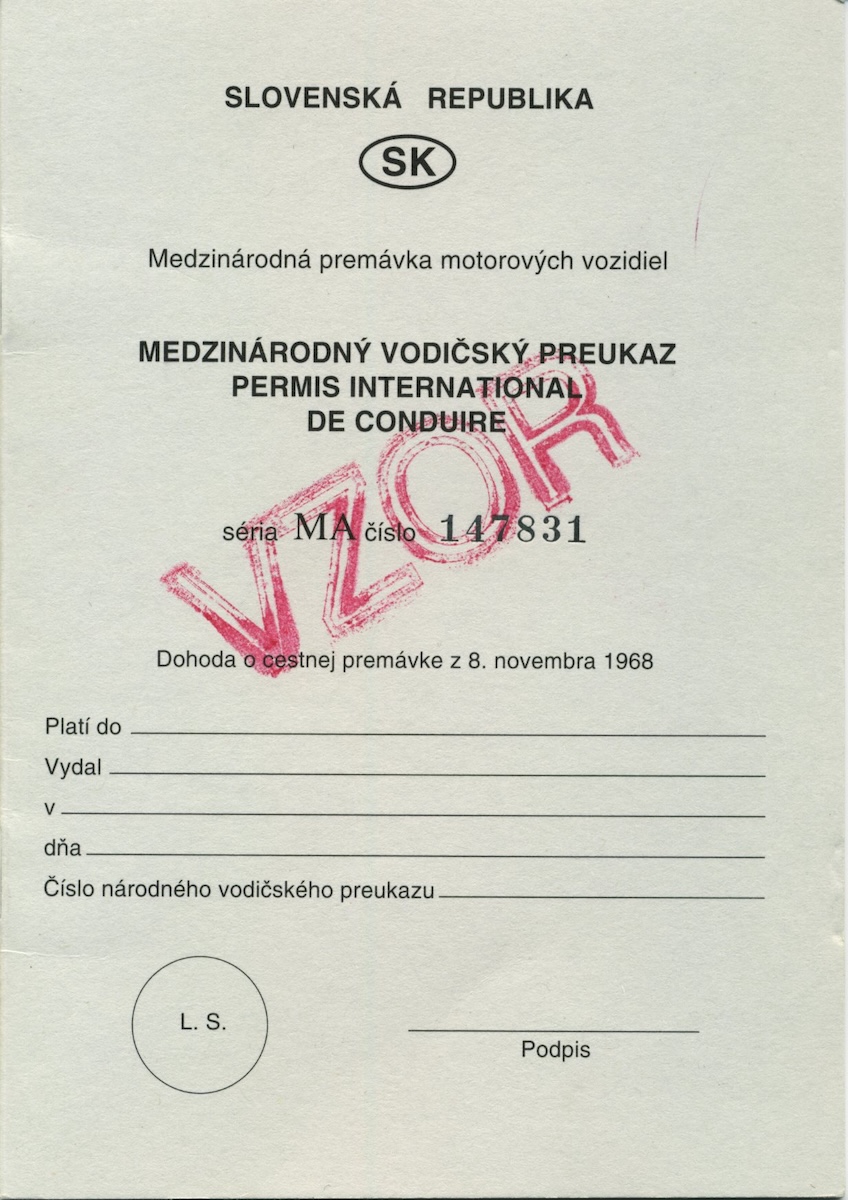 SLOVENSKÁ REPUBLIKA
SK
Medzinárodná premávka motorových vozidiel
MEDZINÁRODNÝ VODIČSKÝ PREUKAZ
PERMIS INTERNATIONAL
DE CONDUIRE
VZOR
séria MA číslo 147831
Dohoda o cestnej premávke z 8. novembra 1968
Platí do
Vydal
v
dňa
Číslo národného vodičského preukazu
L. S.
Podpis